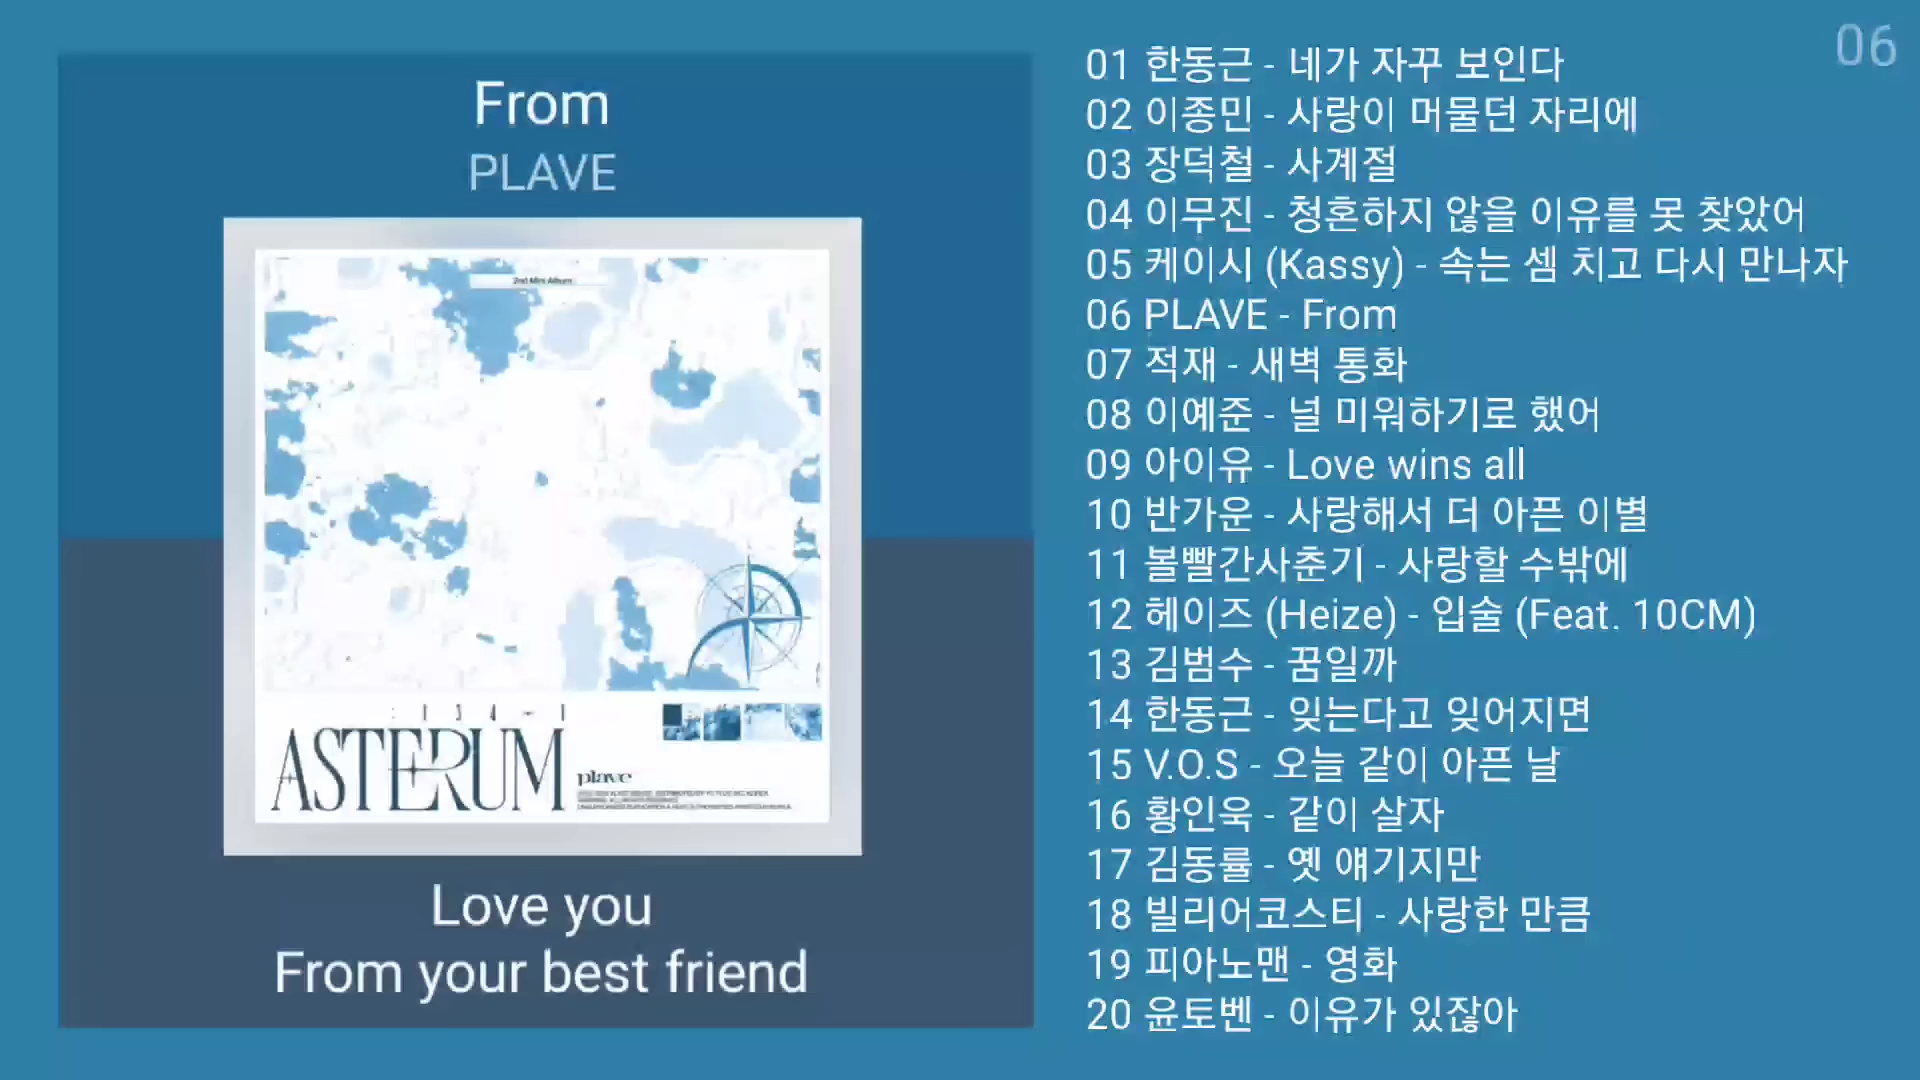 From
PLAVE
2nd Mini Album
: 1 3 4 - 1
ASTERUM
plave
Love you
From your best friend
06
01 한동근 - 네가 자꾸 보인다
02 이종민 - 사랑이 머물던 자리에
03 장덕철 - 사계절
04 이무진 - 청혼하지 않을 이유를 못 찾았어
05 케이시 (Kassy) - 속는 셈 치고 다시 만나자
06 PLAVE - From
07 적재 - 새벽 통화
08 이예준 - 널 미워하기로 했어
09 아이유 - Love wins all
10 반가운 - 사랑해서 더 아픈 이별
11 볼빨간사춘기 - 사랑할 수밖에
12 헤이즈 (Heize) - 입술 (Feat. 10CM)
13 김범수 - 꿈일까
14 한동근 - 잊는다고 잊어지면
15 V.O.S - 오늘 같이 아픈 날
16 황인욱 - 같이 살자
17 김동률 - 옛 얘기지만
18 빌리어코스티 - 사랑한 만큼
19 피아노맨 - 영화
20 윤토벤 - 이유가 있잖아